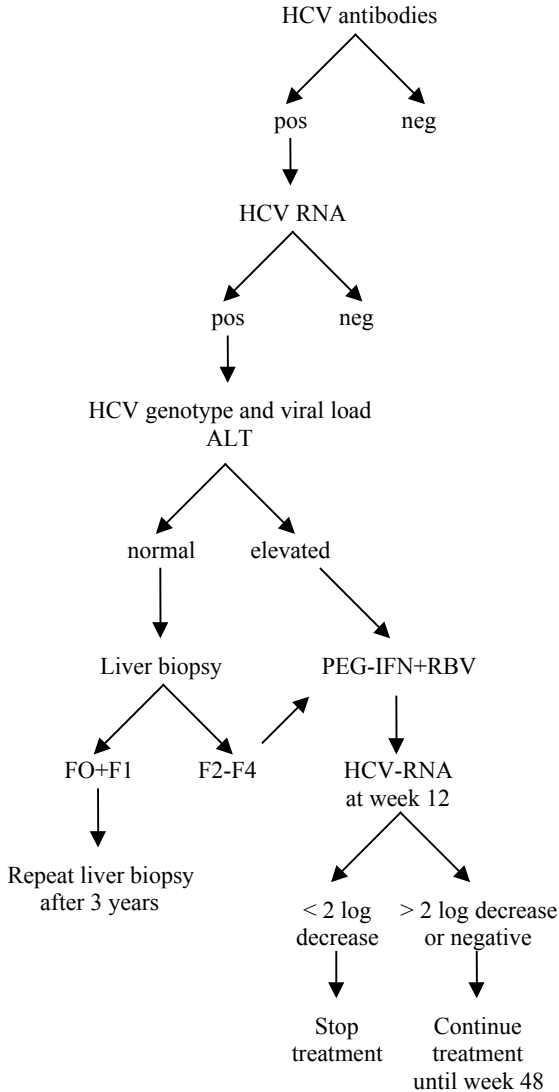 HCV antibodies
pos
neg
HCV RNA
pos
neg
HCV genotype and viral load
ALT
normal
elevated
Liver biopsy
PEG-IFN+RBV
FO+F1
F2-F4
HCV-RNA
at week 12
Repeat liver biopsy
after 3 years
< 2 log
decrease
> 2 log decrease
or negative
Stop
treatment
Continue
treatment
until week 48